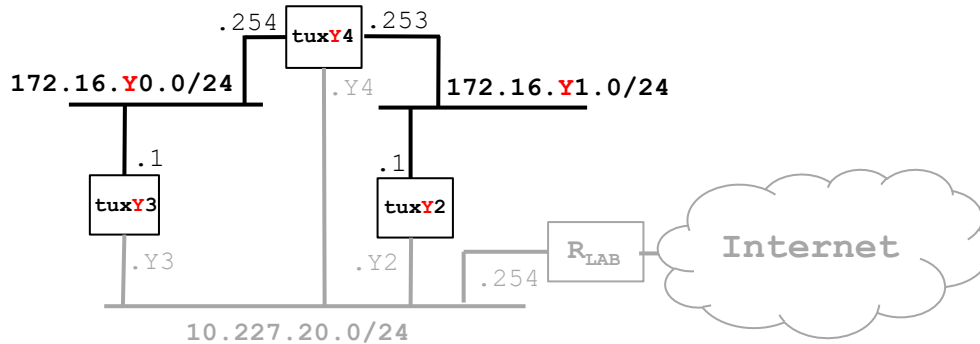 .254
tuxY4
.253
172.16.Y0.0/24
.Y4
172.16.Y1.0/24
.1
.1
tuxY3
tuxY2
.Y3
.Y2
.254
RLAB
Internet
10.227.20.0/24